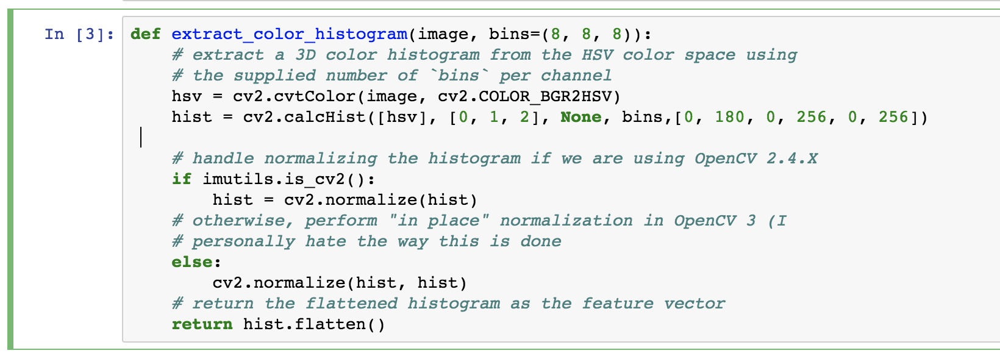 In [3]: def extract_color_histogram(image, bins=(8, 8, 8)):
# extract a 3D color histogram from the HSV color space using
# the supplied number of `bins` per channel
hsv = cv2.cvtColor(image, cv2.COLOR_BGR2HSV)
hist = cv2.calcHist([hsv], [0, 1, 2], None, bins,[0, 180, 0, 256, 0, 256])
# handle normalizing the histogram if we are using OpenCV 2.4.X
if imutils.is_cv2():
hist = cv2.normalize(hist)
# otherwise, perform "in place" normalization in OpenCV 3 (I
# personally hate the way this is done
else:
cv2.normalize(hist, hist)
# return the flattened histogram as the feature vector
return hist.flatten()